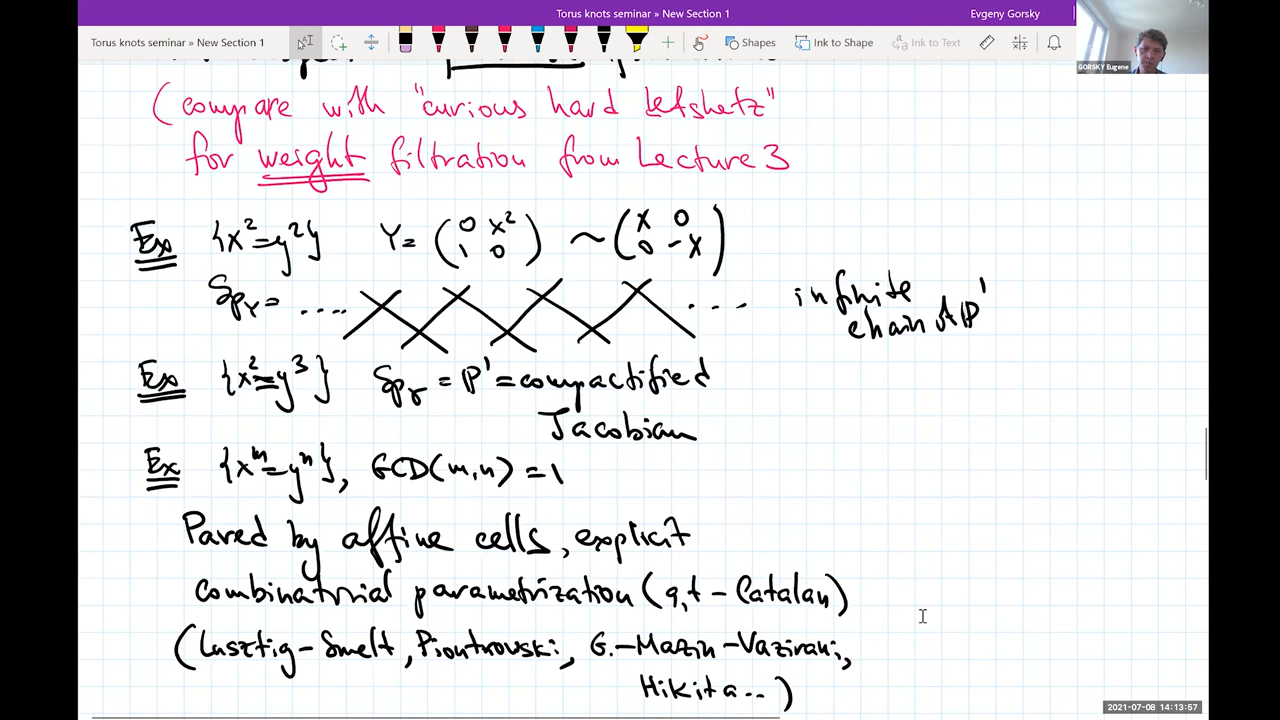 Torus knots seminar » New Section 1
Evgeny Gorsky
Torus knots seminar » New Section 1
Shapes
Ink to Shape
Ink to Text
GORSKY Eugene
(compare with "curious hard Lefshetz"
for weight filtration from Lecture 3
Ex {x²=y²} Y= (0 x² 1 0) ~ (x 0 0 -x)
Sp_Y = .... ... infinite
chain of P¹
Ex {x²=y³} Sp_γ = P¹ = compactified
Jacobian
Ex {xᵐ=yⁿ}, GCD(m,n)=1
Paved by affine cells, explicit
combinatorial parametrization (q,t-Catalan)
(Lusztig-Smelt, Piontrovski, G.-Mazin-Vazirani,
Hikita...)
2021-07-08 14:13:57